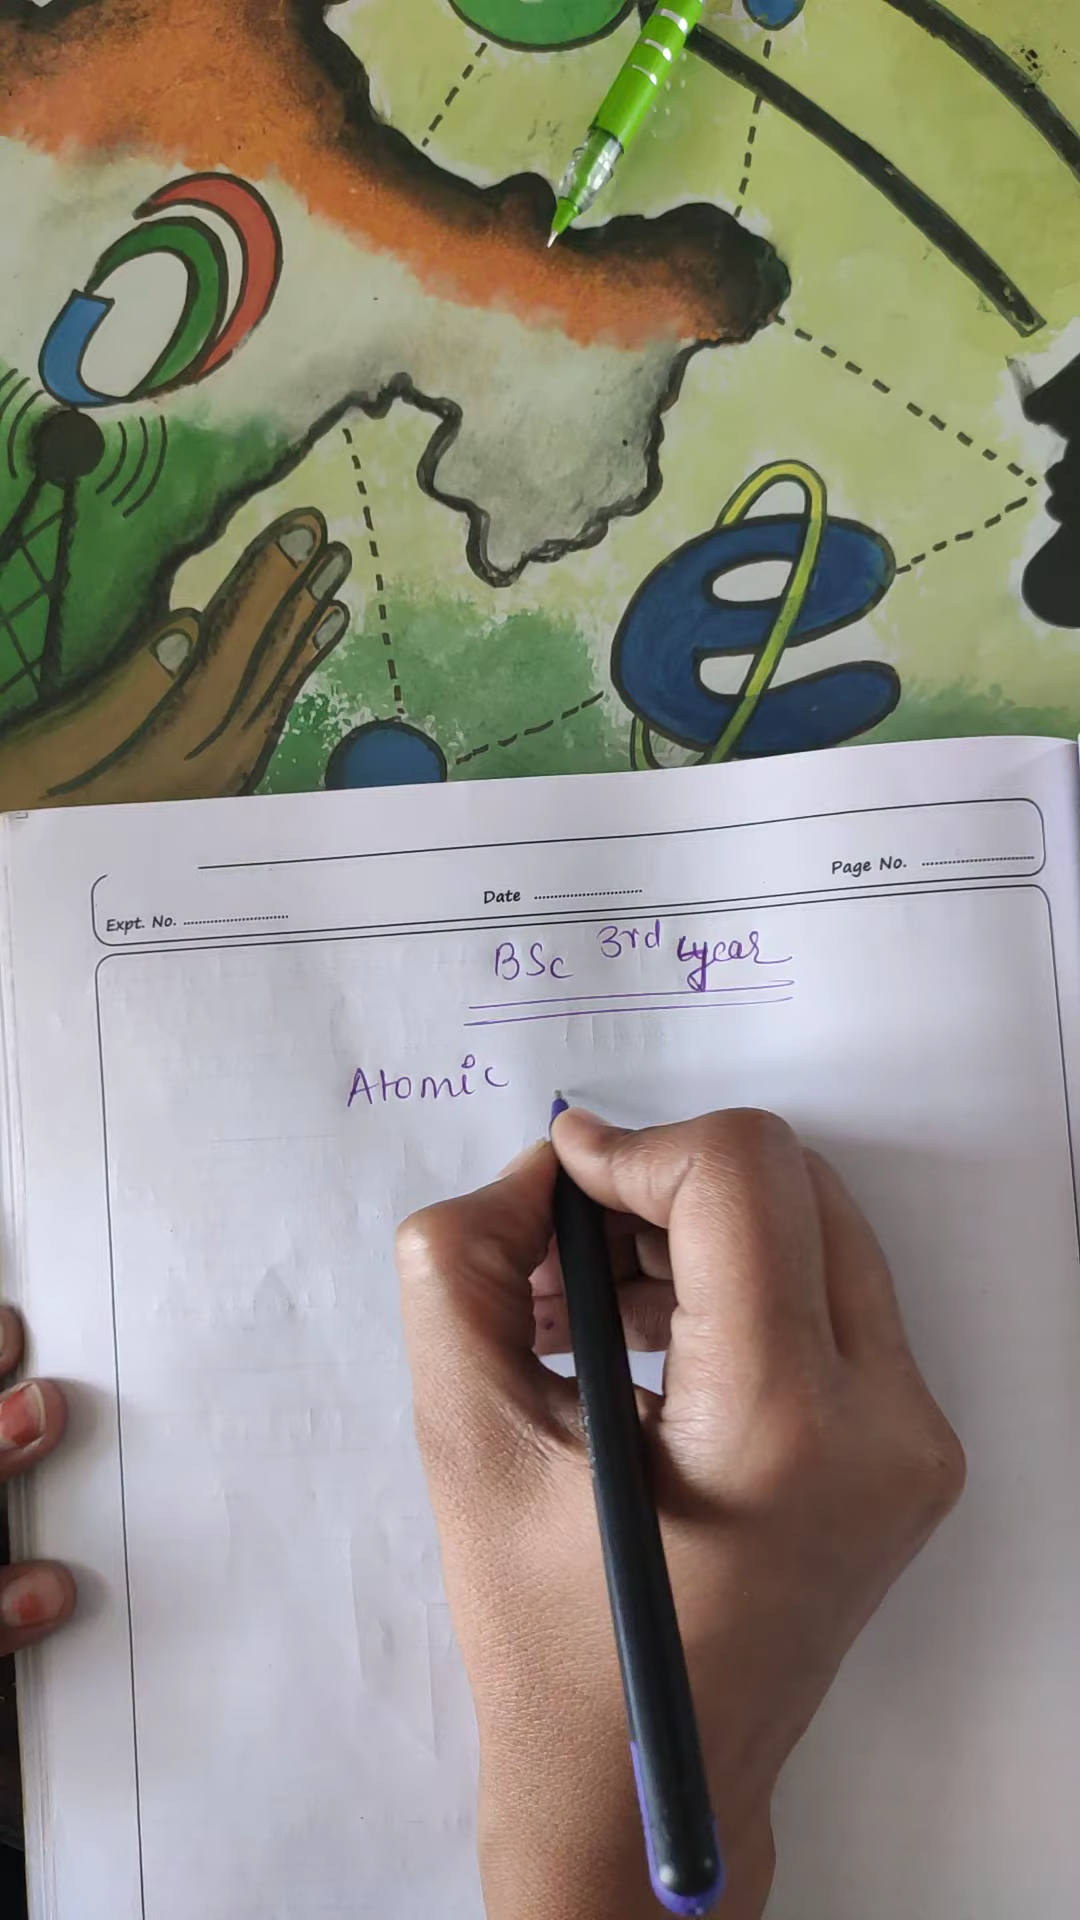 Page No. ..............................
Date ..............................
Expt. No. ..............................
BSc 3rd year
Atomic